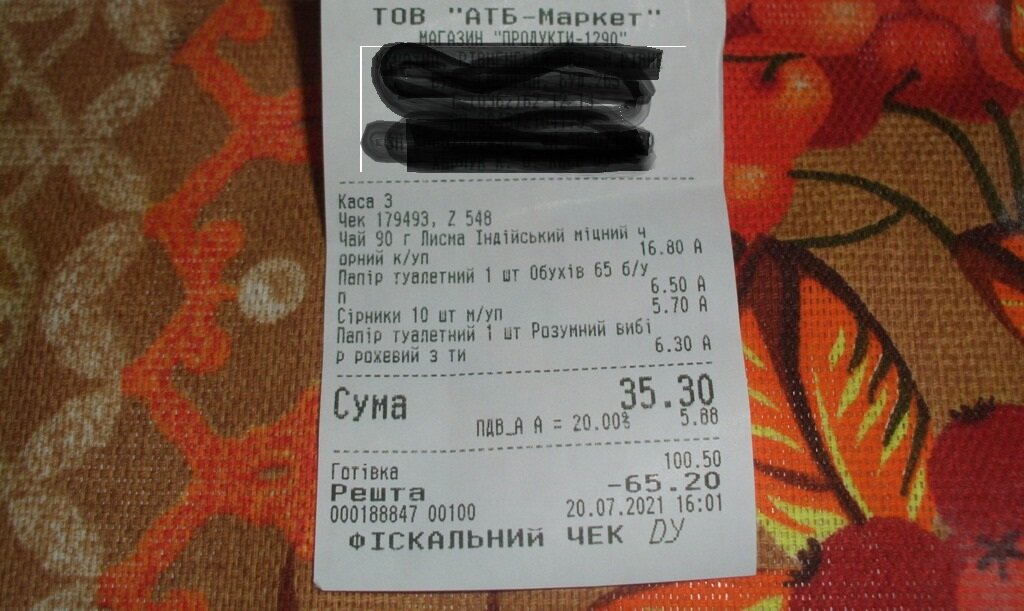 ТОВ "АТБ-Маркет"
МАГАЗИН "ПРОДУКТИ-1290"
Каса 3
Чек 179493, Z 548
Чай 90 г Лисма Індійський міцний ч
орний к/уп 16.80 А
Папір туалетний 1 шт Обухів 65 б/у
п 6.50 А
Сірники 10 шт м/уп 5.70 А
Папір туалетний 1 шт Розумний вибі
р рожевий з ти 6.30 А
Сума 35.30
ПДВ_А А = 20.00% 5.88
Готівка 100.50
Решта -65.20
000188847 00100 20.07.2021 16:01
ФІСКАЛЬНИЙ ЧЕК